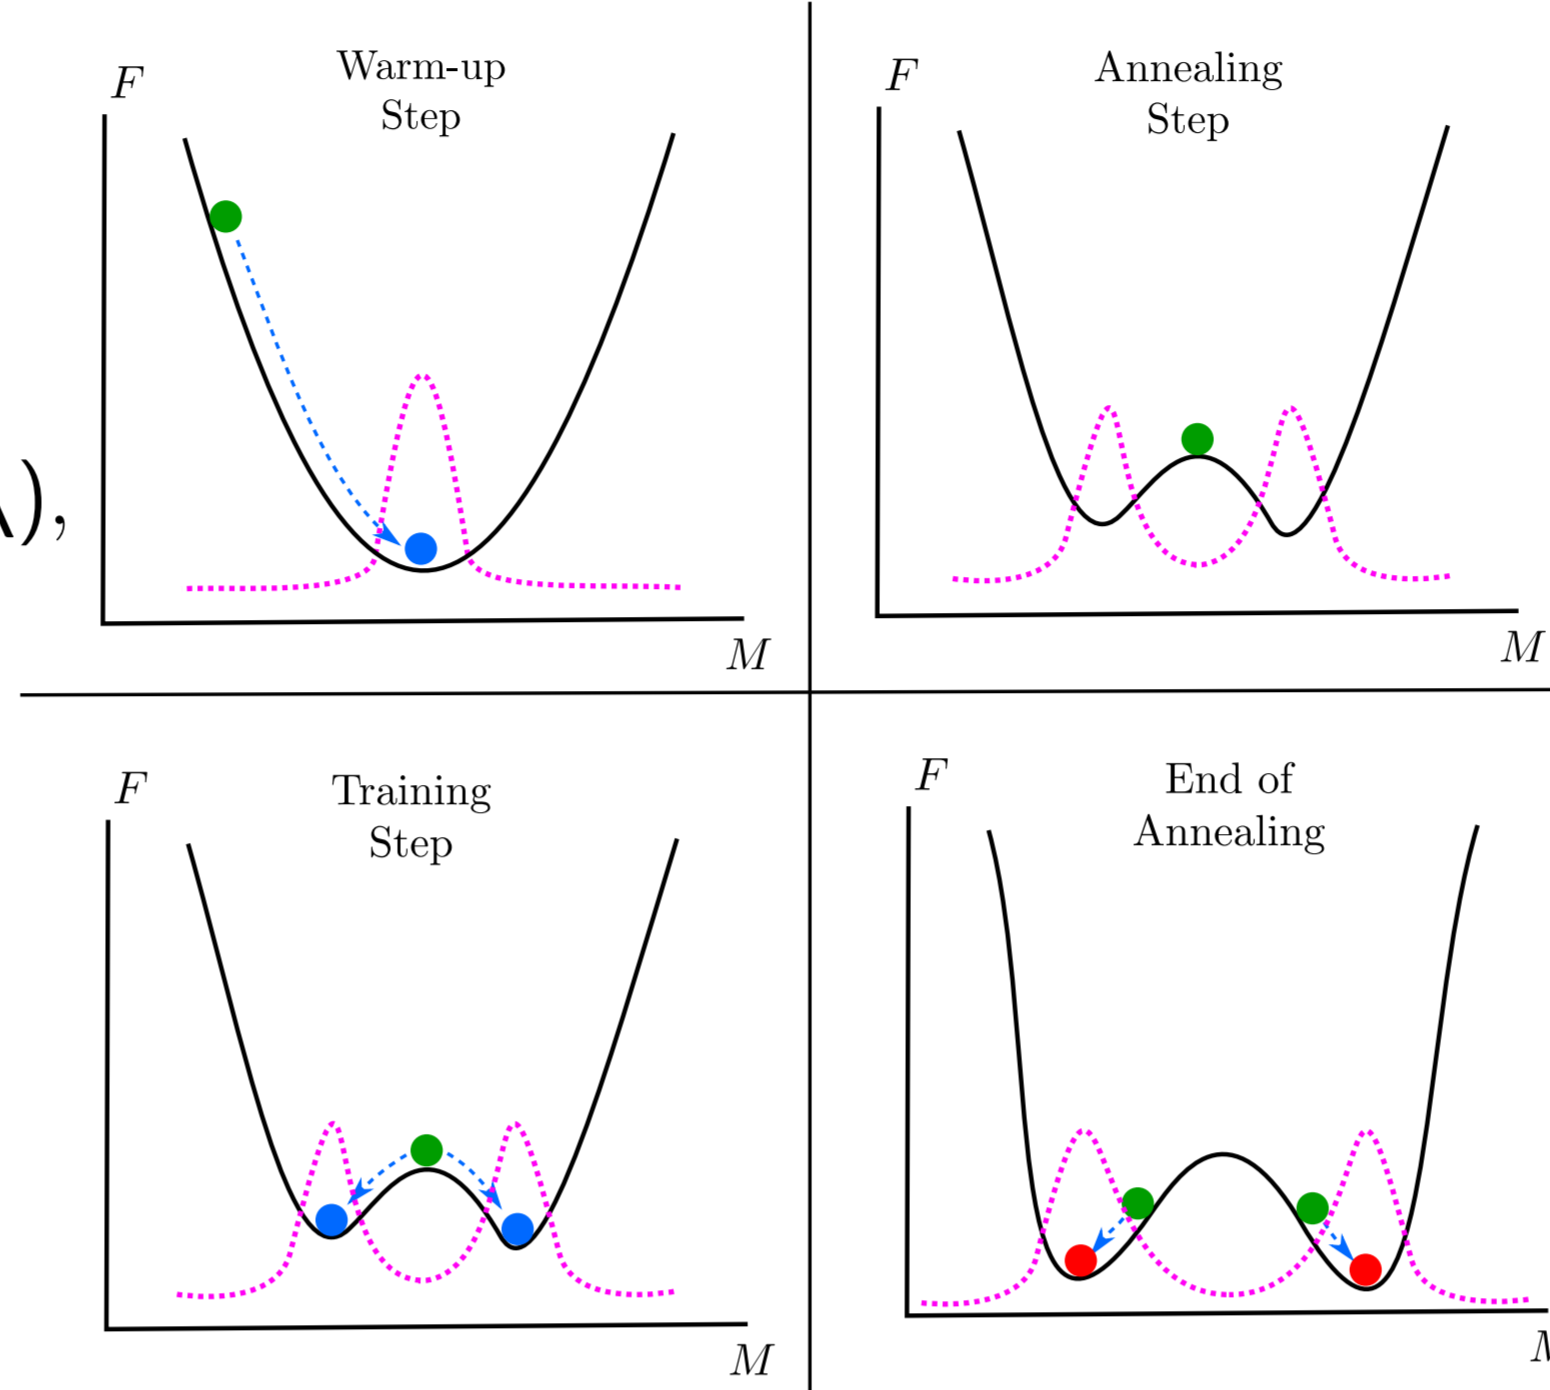 F
Warm-up
Step
M
F
Annealing
Step
M
),
F
Training
Step
M
F
End of
Annealing